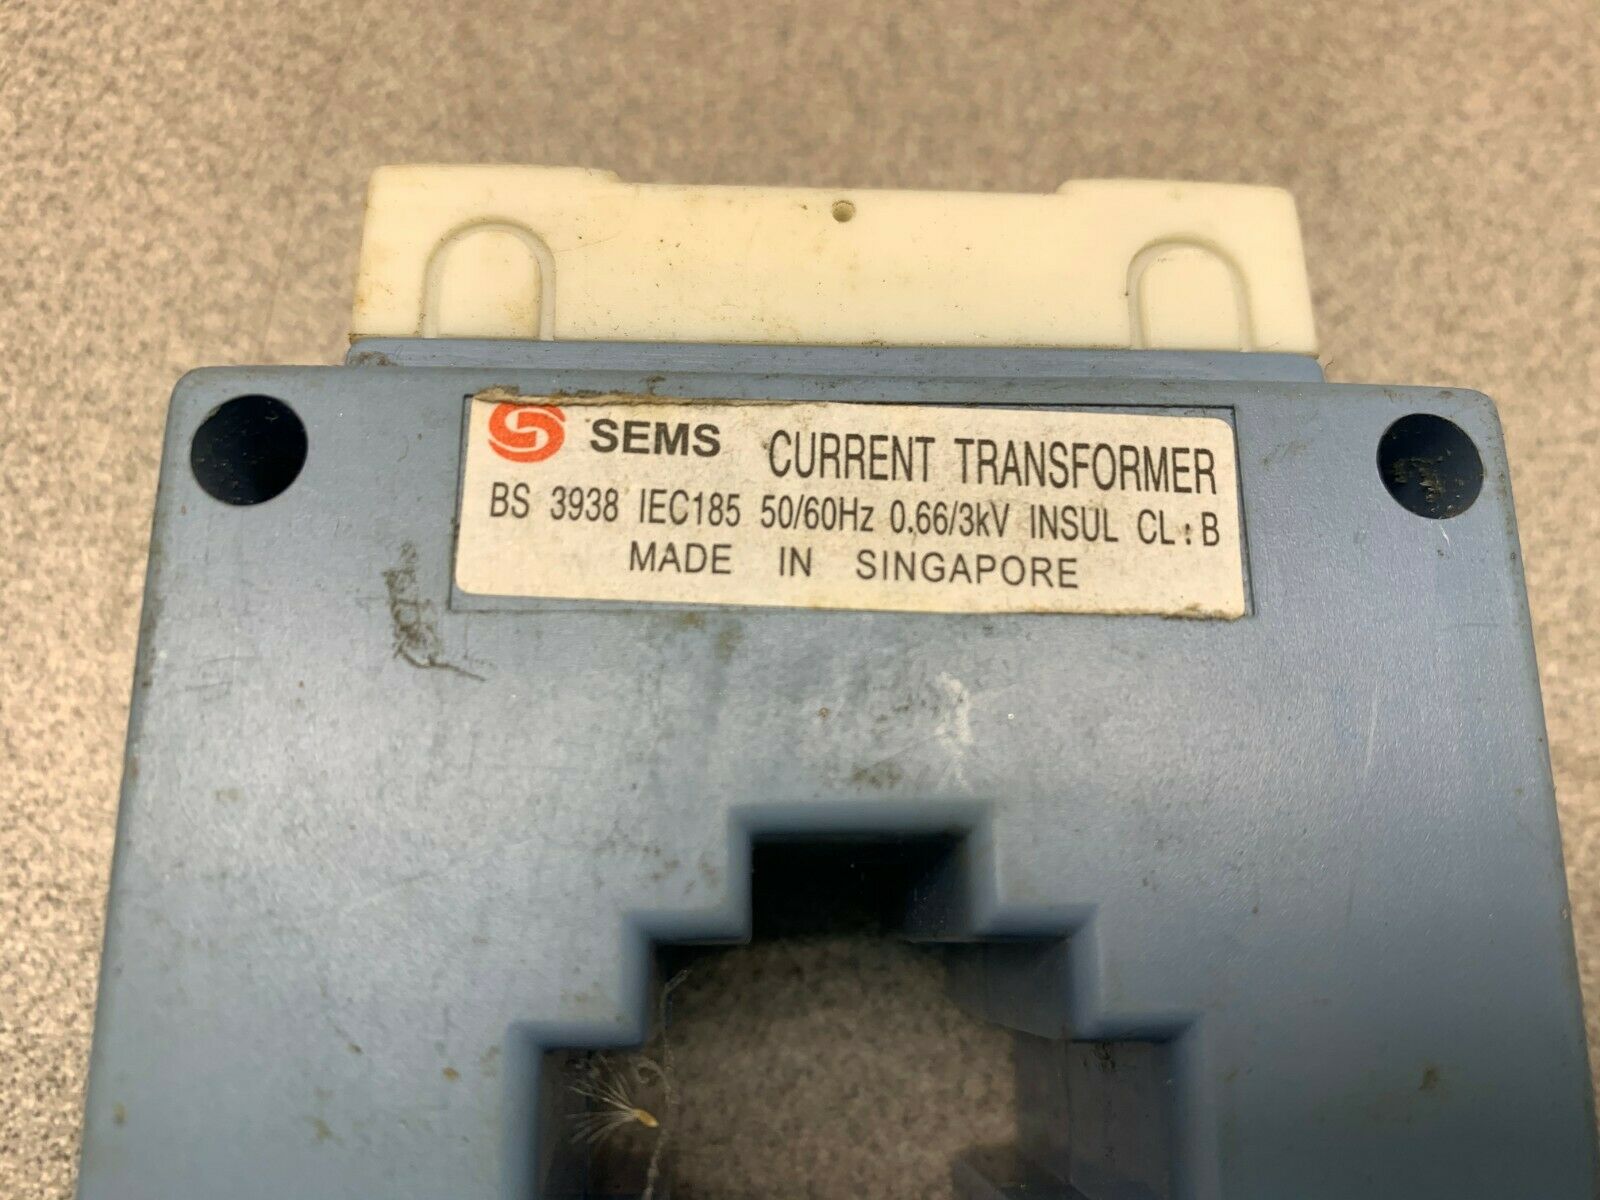 SEMS CURRENT TRANSFORMER
BS 3938 IEC185 50/60Hz 0.66/3kV INSUL CL:B
MADE IN SINGAPORE